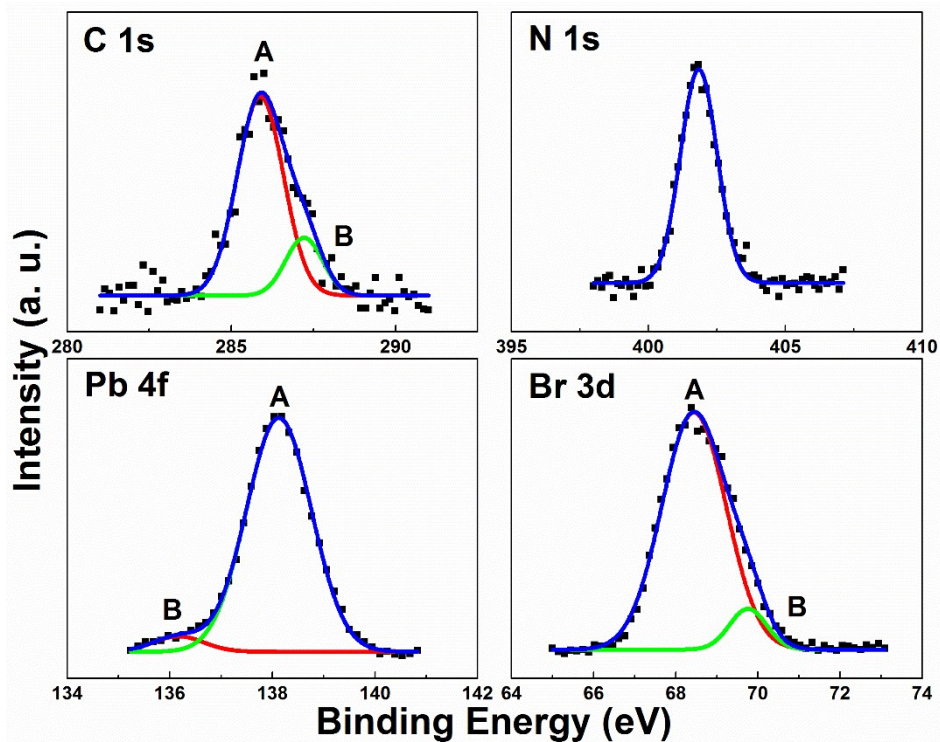 C 1s
A
B
280 285 290
N 1s
395 400 405 410
Pb 4f
A
B
134 136 138 140 142
Br 3d
A
B
64 66 68 70 72 74
Intensity (a. u.)
Binding Energy (eV)